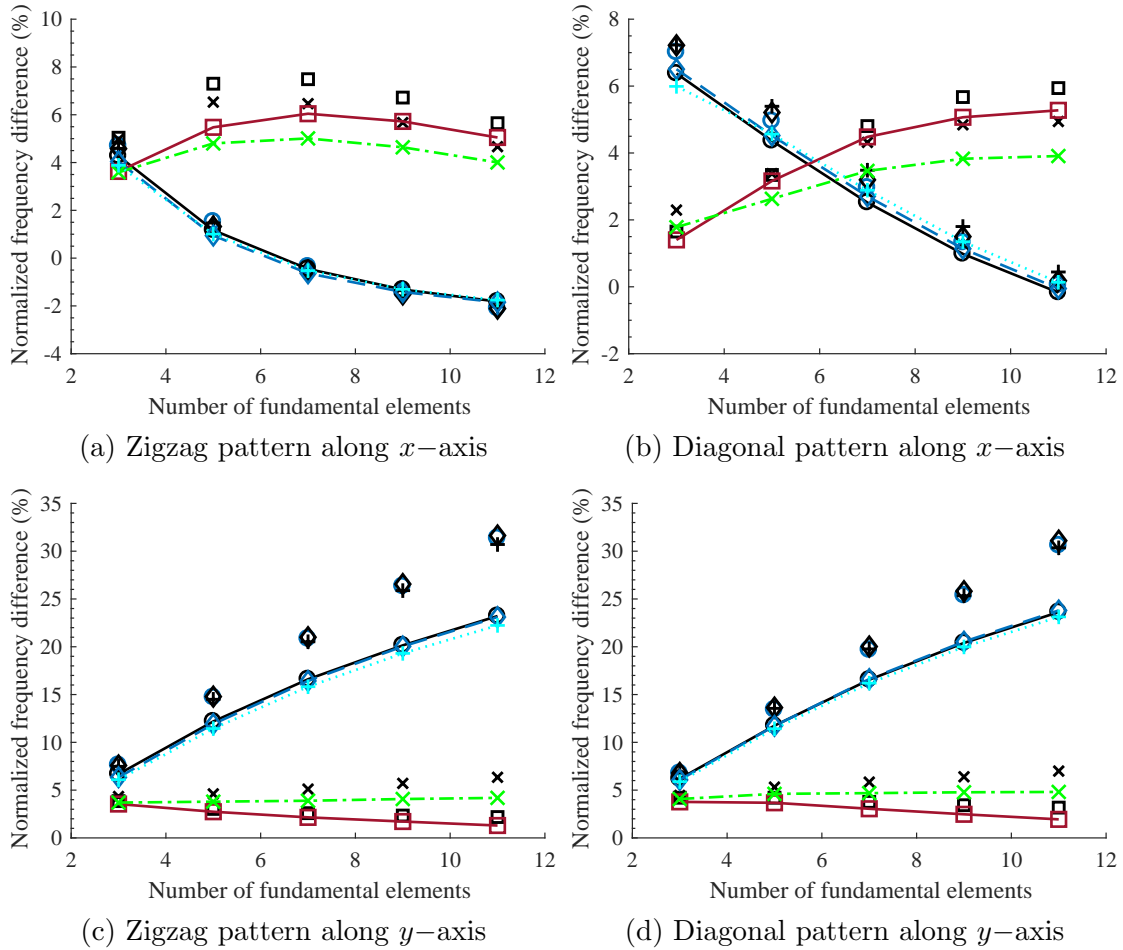 Normalized frequency difference (%)
10
8
6
4
2
0
-2
-4
2 4 6 8 10 12
Number of fundamental elements
(a) Zigzag pattern along x−axis
Normalized frequency difference (%)
8
6
4
2
0
-2
2 4 6 8 10 12
Number of fundamental elements
(b) Diagonal pattern along x−axis
Normalized frequency difference (%)
35
30
25
20
15
10
5
0
2 4 6 8 10 12
Number of fundamental elements
(c) Zigzag pattern along y−axis
Normalized frequency difference (%)
35
30
25
20
15
10
5
0
2 4 6 8 10 12
Number of fundamental elements
(d) Diagonal pattern along y−axis